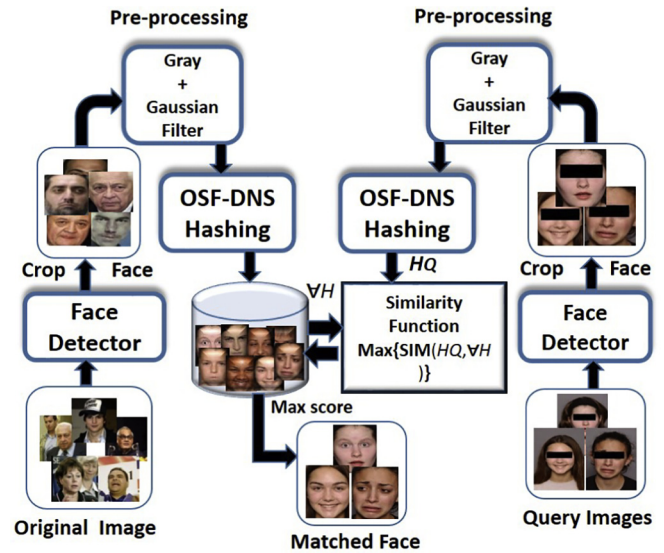 Pre-processing
Pre-processing
Gray
+
Gaussian
Filter
Gray
+
Gaussian
Filter
OSF-DNS
Hashing
OSF-DNS
Hashing
Crop Face
HQ
Crop Face
∀H
Face
Detector
Similarity
Function
Max{SIM(HQ,∀H
)}
Face
Detector
Max score
Original Image
Matched Face
Query Images